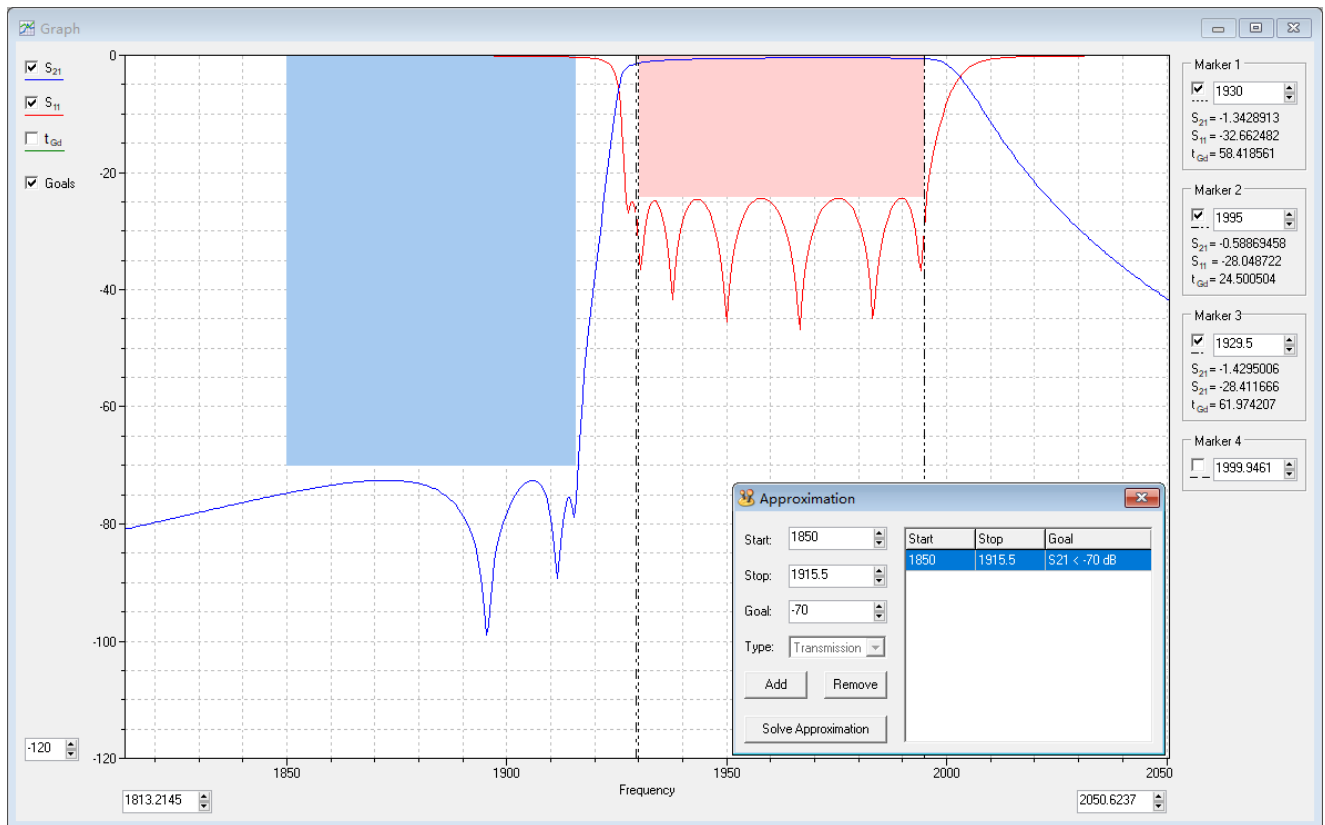 Graph
S21
S11
tGd
Goals
0
-20
-40
-60
-80
-100
-120
-120
1850
1900
1950
2000
2050
Frequency
1813.2145
2050.6237
Marker 1
1930
S21= -1.3428913
S11 = -32.662482
tGd= 58.418561
Marker 2
1995
S21= -0.58869458
S11 = -28.048722
tGd= 24.500504
Marker 3
1929.5
S21= -1.4295006
S21= -28.411666
tGd= 61.974207
Marker 4
1999.9461
Approximation
Start: 1850
Stop: 1915.5
Goal: -70
Type: Transmission
Add Remove
Solve Approximation
Start Stop Goal
1850 1915.5 S21 < -70 dB